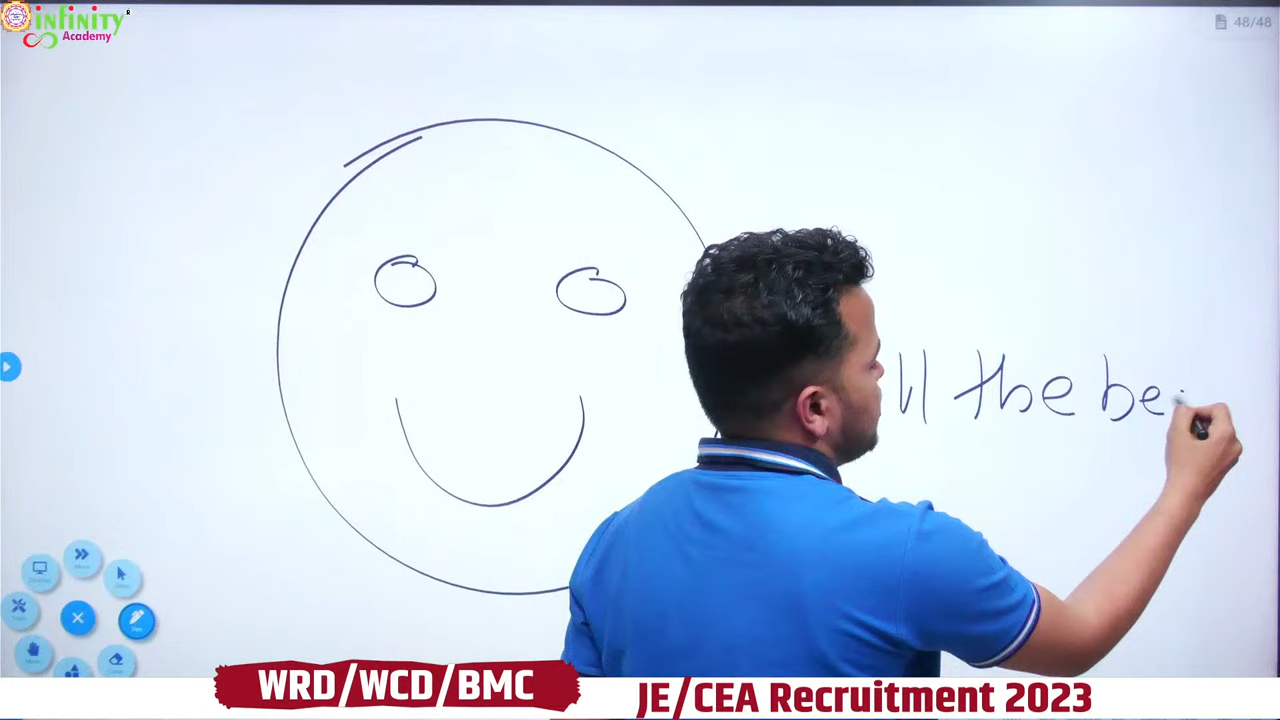 infinity
Academy
48/48
ll the be
WRD/WCD/BMC
JE/CEA Recruitment 2023